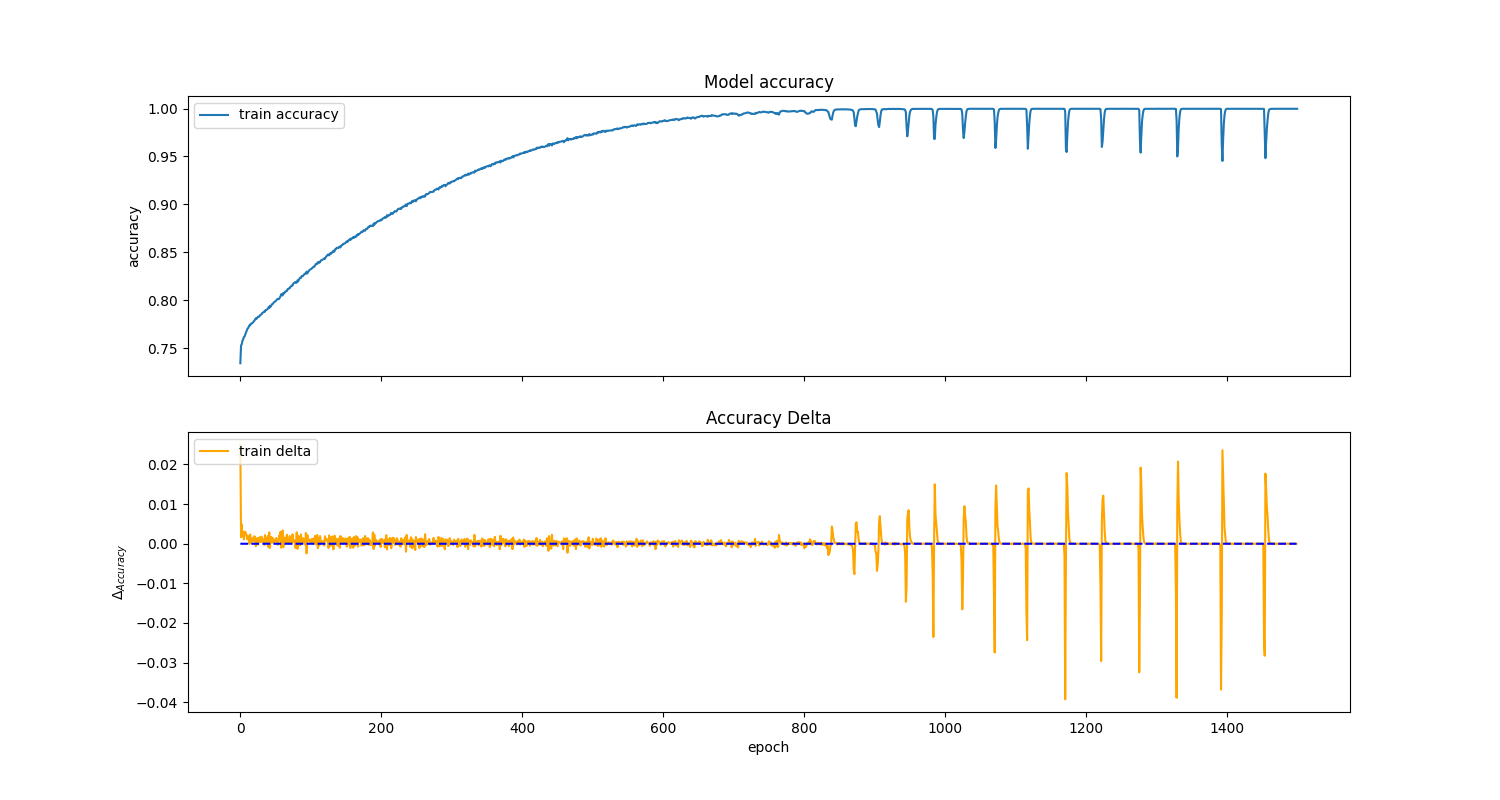 Model accuracy
train accuracy
1.00
0.95
0.90
0.85
0.80
0.75
accuracy
Accuracy Delta
train delta
0.02
0.01
0.00
−0.01
−0.02
−0.03
−0.04
Δ_Accuracy
0 200 400 600 800 1000 1200 1400
epoch